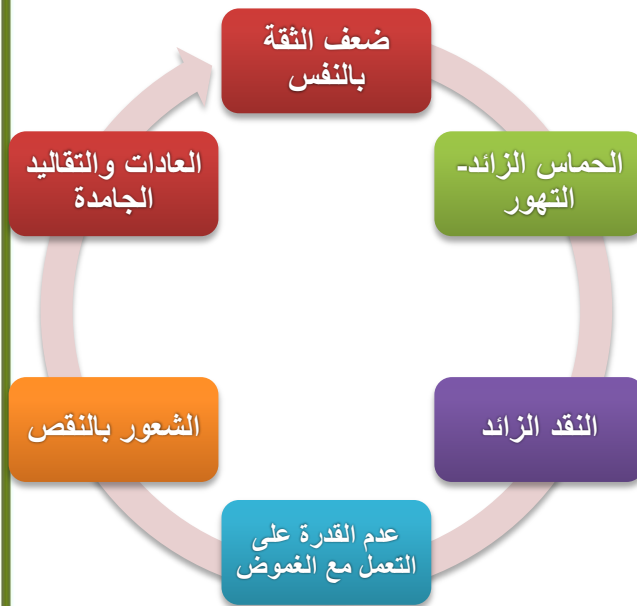 ضعف الثقة
بالنفس
الحماس الزائد-
التهور
النقد الزائد
عدم القدرة على
التعمل مع الغموض
الشعور بالنقص
العادات والتقاليد
الجامدة